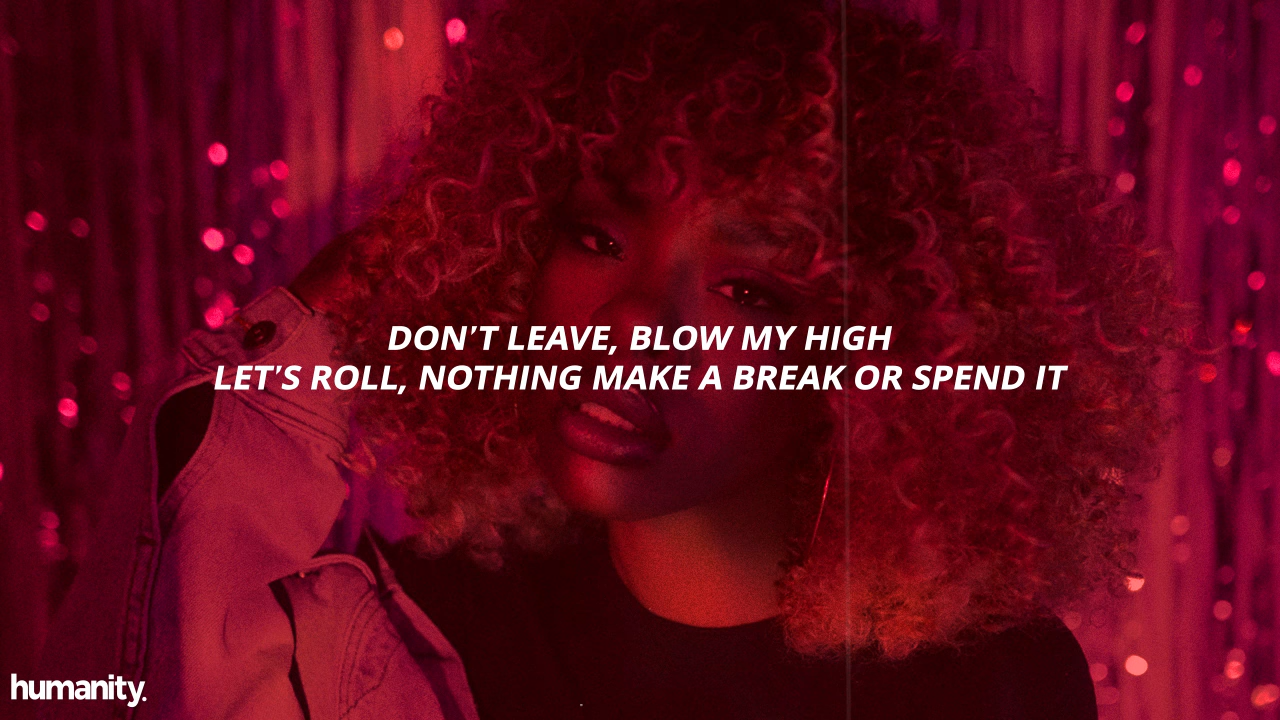 DON'T LEAVE, BLOW MY HIGH
LET'S ROLL, NOTHING MAKE A BREAK OR SPEND IT
humanity.